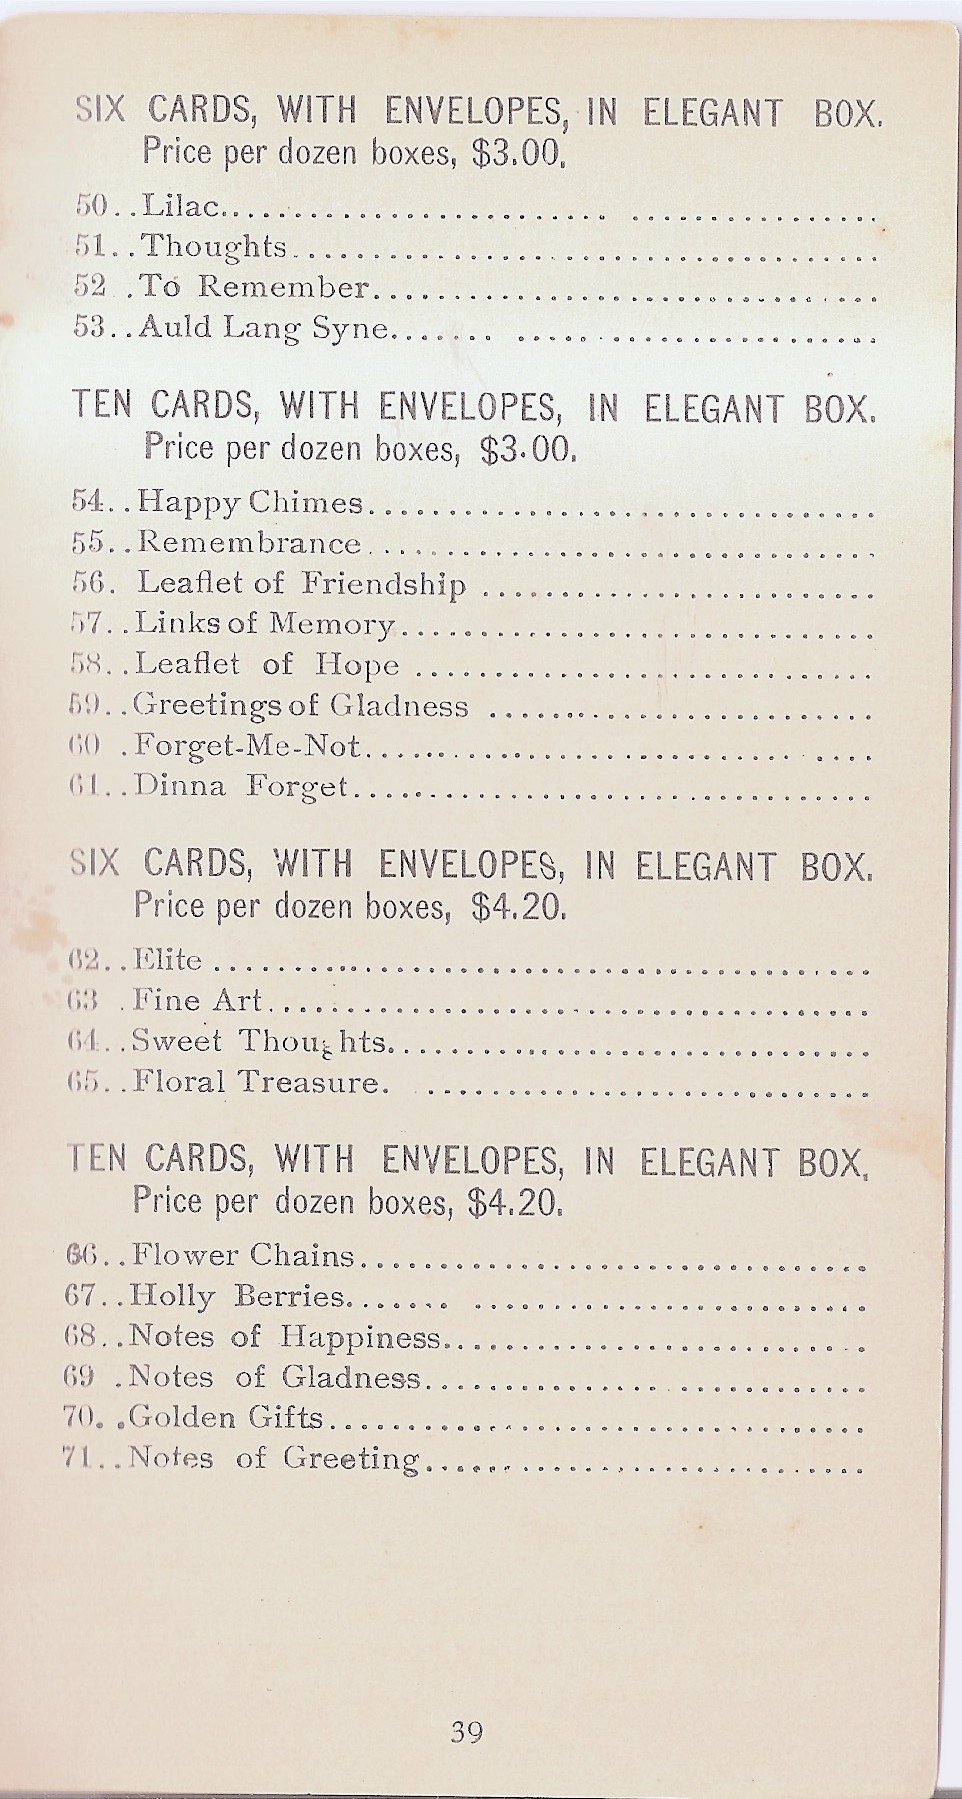 SIX CARDS, WITH ENVELOPES, IN ELEGANT BOX.
Price per dozen boxes, $3.00.
50..Lilac........................................
51..Thoughts........................................
52 .To Remember........................................
53..Auld Lang Syne........................................
TEN CARDS, WITH ENVELOPES, IN ELEGANT BOX.
Price per dozen boxes, $3.00.
54..Happy Chimes........................................
55..Remembrance........................................
56. Leaflet of Friendship ........................................
57..Links of Memory........................................
58..Leaflet of Hope ........................................
59..Greetings of Gladness ........................................
60 .Forget-Me-Not........................................
61..Dinna Forget........................................
SIX CARDS, WITH ENVELOPES, IN ELEGANT BOX.
Price per dozen boxes, $4.20.
62..Elite ........................................
63 .Fine Art........................................
64..Sweet Thoughts........................................
65..Floral Treasure. ........................................
TEN CARDS, WITH ENVELOPES, IN ELEGANT BOX.
Price per dozen boxes, $4.20.
66..Flower Chains........................................
67..Holly Berries....... ........................................
68..Notes of Happiness........................................
69 .Notes of Gladness........................................
70..Golden Gifts........................................
71..Notes of Greeting........................................
39